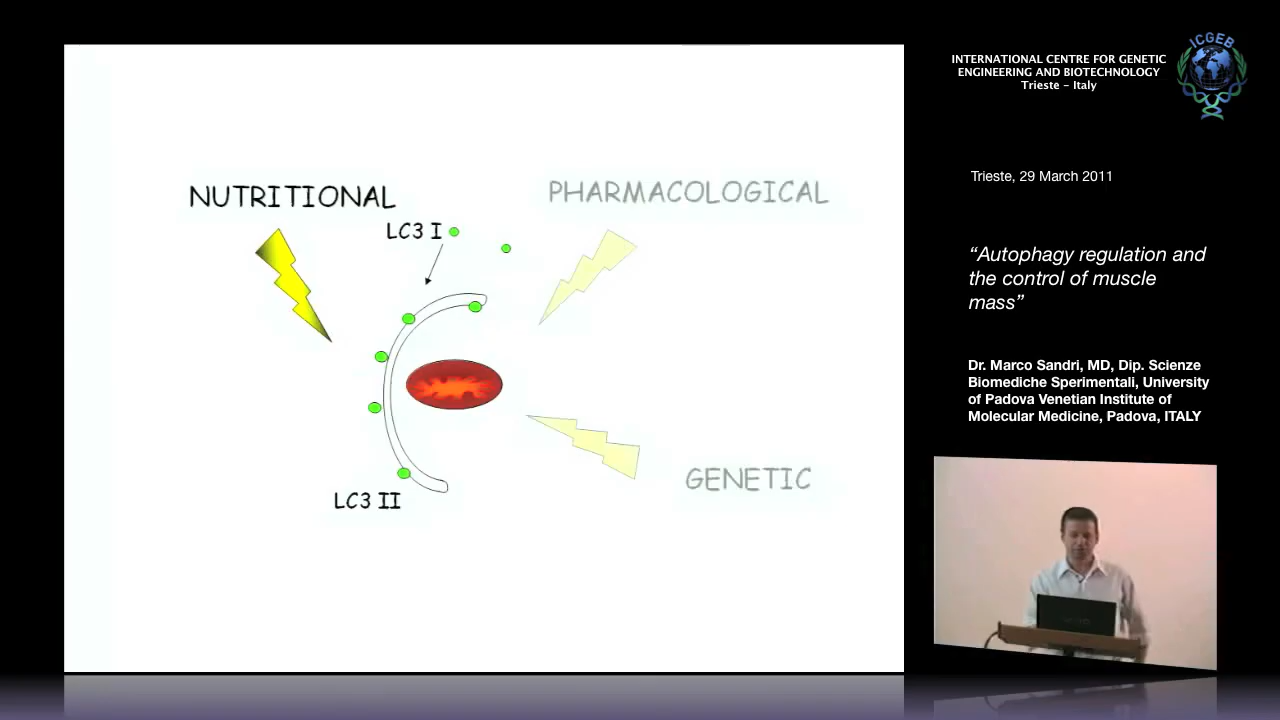 NUTRITIONAL
PHARMACOLOGICAL
LC3 I
LC3 II
GENETIC
INTERNATIONAL CENTRE FOR GENETIC
ENGINEERING AND BIOTECHNOLOGY
Trieste - Italy
ICGEB
Trieste, 29 March 2011
“Autophagy regulation and
the control of muscle
mass”
Dr. Marco Sandri, MD, Dip. Scienze
Biomediche Sperimentali, University
of Padova Venetian Institute of
Molecular Medicine, Padova, ITALY